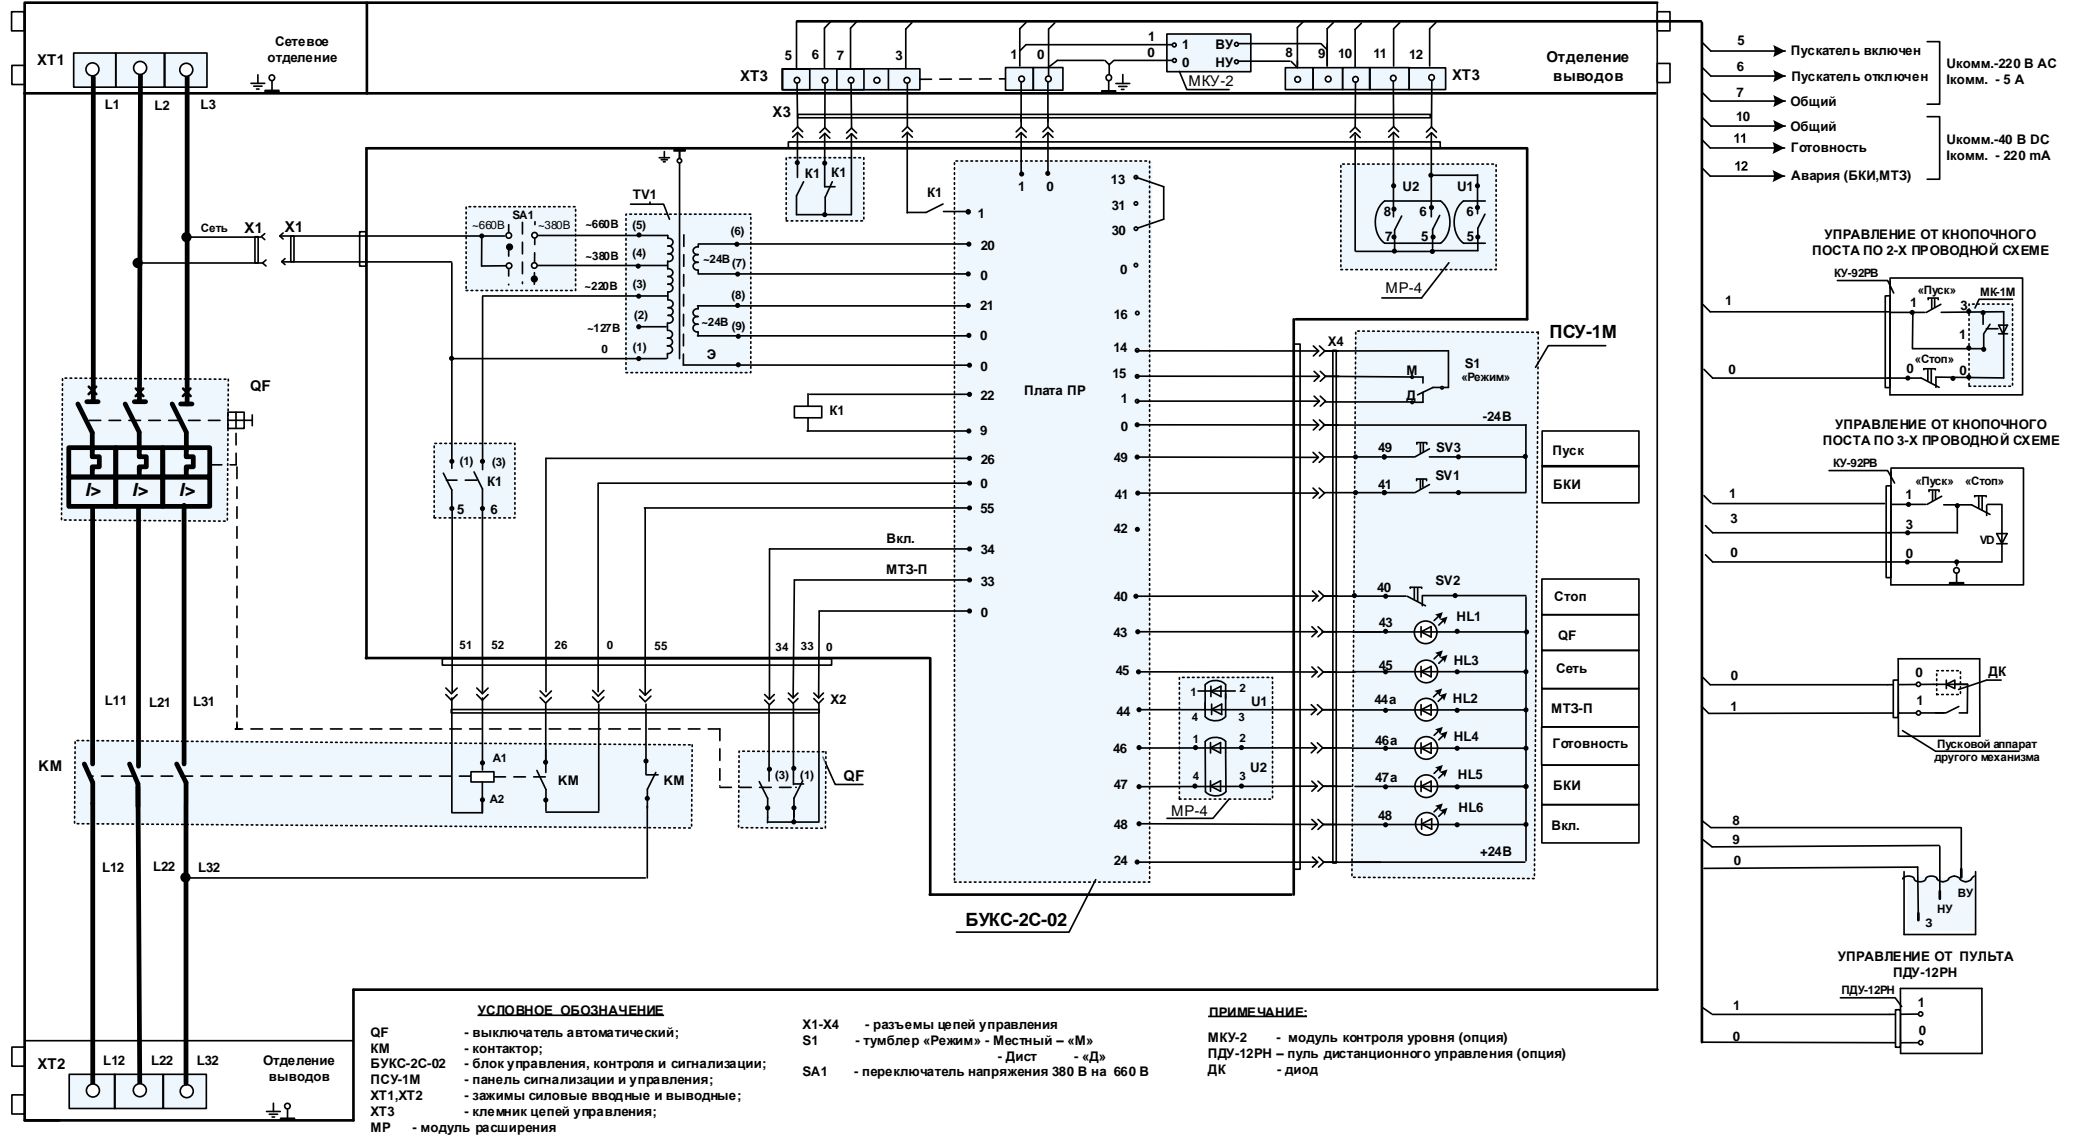 XT1
Сетевое
отделение
L1
L2
L3
5
6
7
3
XT3
1
0
1
0
1
0
ВУ
НУ
МКУ-2
8
9
10
11
12
XT3
Отделение
выводов
X3
5
Пускатель включен
6
Пускатель отключен
7
Общий
Uкомм.-220 В AC
Iкомм. - 5 А
10
Общий
11
Готовность
12
Авария (БКИ,МТЗ)
Uкомм.-40 В DC
Iкомм. - 220 mA
Сеть
X1
X1
SA1
~660В
~380В
TV1
~660В
(5)
~380В
(4)
~220В
(3)
~127В
(2)
0
(1)
(6)
~24В
(7)
(8)
~24В
(9)
Э
К1
К1
К1
1
0
1
20
0
21
0
0
22
9
26
0
55
34
33
0
К1
Вкл.
МТЗ-П
Плата ПР
13
31
30
0
16
14
15
1
0
49
41
42
40
43
45
44
46
47
48
24
U2
U1
8
7
6
5
6
5
МР-4
ПСУ-1М
X4
S1
«Режим»
М
Д
-24В
49
SV3
Пуск
41
SV1
БКИ
40
SV2
Стоп
43
HL1
QF
45
HL3
Сеть
44а
HL2
МТЗ-П
46а
HL4
Готовность
47а
HL5
БКИ
48
HL6
Вкл.
+24В
1
2
4
3
U1
1
2
4
3
U2
МР-4
БУКС-2С-02
QF
I>
I>
I>
(1)
(3)
К1
5
6
51
52
26
0
55
34
33
0
X2
L11
L21
L31
KM
A1
A2
KM
KM
(3)
(1)
QF
L12
L22
L32
УПРАВЛЕНИЕ ОТ КНОПОЧНОГО
ПОСТА ПО 2-Х ПРОВОДНОЙ СХЕМЕ
КУ-92РВ
1
0
1
«Пуск»
3
МК-1М
1
«Стоп»
0
0
УПРАВЛЕНИЕ ОТ КНОПОЧНОГО
ПОСТА ПО 3-Х ПРОВОДНОЙ СХЕМЕ
КУ-92РВ
«Пуск»
«Стоп»
1
3
0
1
3
0
VD
0
1
0
1
ДК
Пусковой аппарат
другого механизма
8
9
0
ВУ
НУ
З
УПРАВЛЕНИЕ ОТ ПУЛЬТА
ПДУ-12РН
ПДУ-12РН
1
0
1
0
XT2
L12
L22
L32
Отделение
выводов
УСЛОВНОЕ ОБОЗНАЧЕНИЕ
QF - выключатель автоматический;
KM - контактор;
БУКС-2С-02 - блок управления, контроля и сигнализации;
ПСУ-1М - панель сигнализации и управления;
XT1,XT2 - зажимы силовые вводные и выводные;
XT3 - клемник цепей управления;
МР - модуль расширения
X1-X4 - разъемы цепей управления
S1 - тумблер «Режим» - Местный – «М»
- Дист - «Д»
SA1 - переключатель напряжения 380 В на 660 В
ПРИМЕЧАНИЕ:
МКУ-2 - модуль контроля уровня (опция)
ПДУ-12РН – пуль дистанционного управления (опция)
ДК - диод